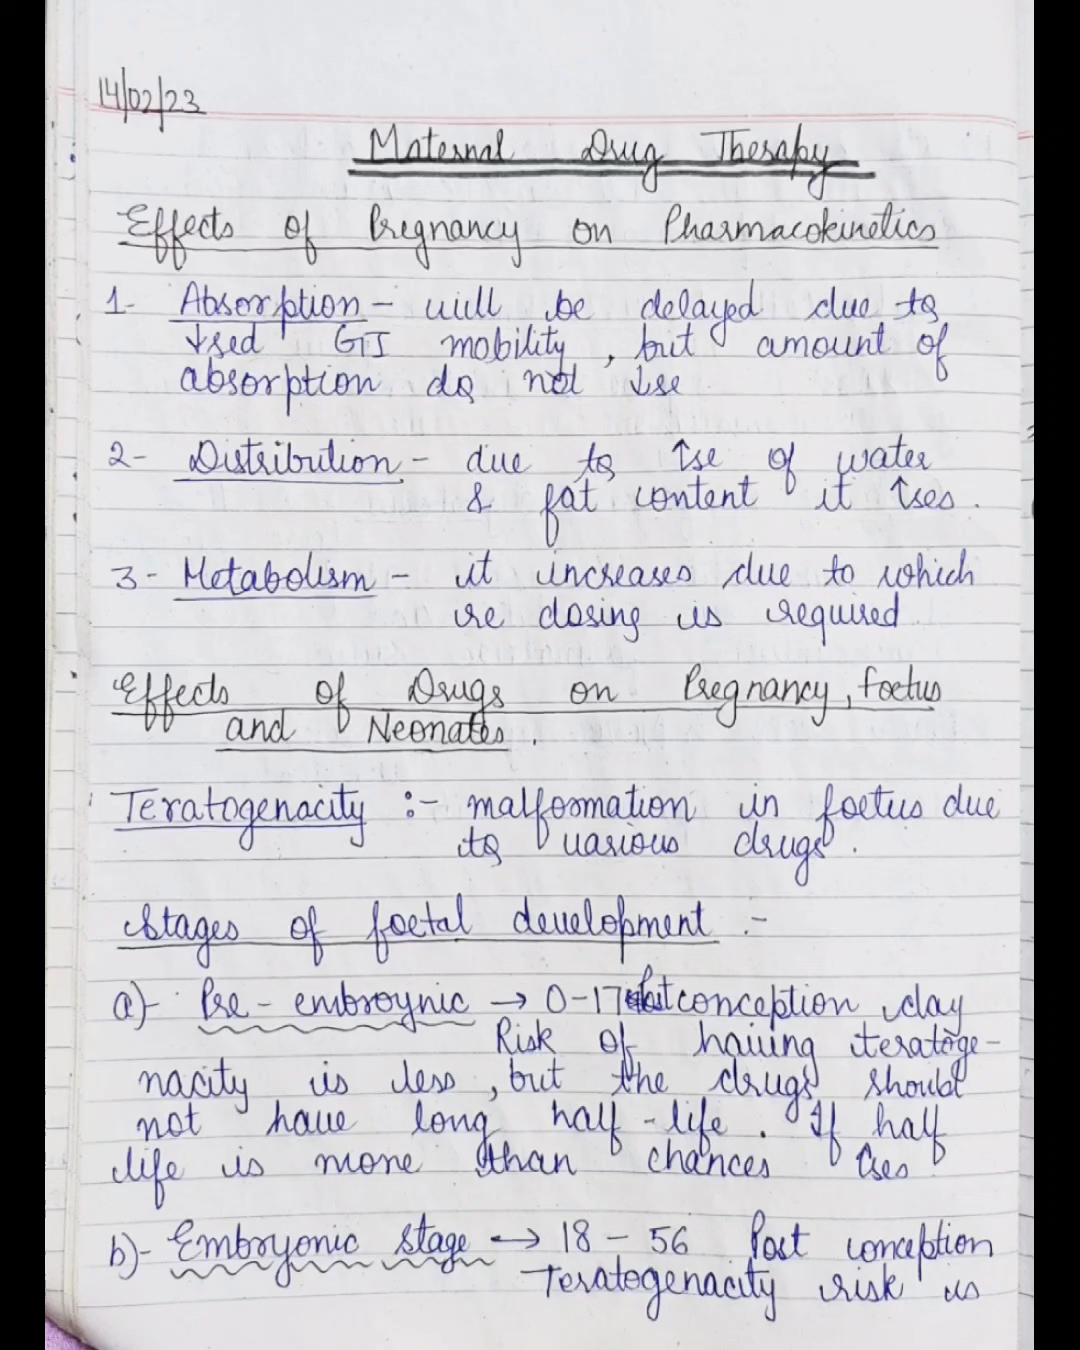 14/02/23
Maternal Drug Therapy
Effects of Pregnancy on Pharmacokinetics
1- Absorption - will be delayed due to
↓sed GIT mobility, but amount of
absorption do not ↓se
2- Distribution - due to ↑se of water
& fat content it ↑ses.
3- Metabolism - it increases due to which
re dosing is required
Effects of Drugs on Pregnancy, foetus
and Neonates.
Teratogenacity :- malformation in foetus due
to various drugs.
Stages of foetal development :-
a)- Pre-embroynic → 0-17 Post conception day
Risk of having teratoge-
nacity is less, but the drugs should
not have long half-life. If half
life is more than chances ↑ses
b)- Embryonic stage → 18 - 56 Post conception
Teratogenacity risk is